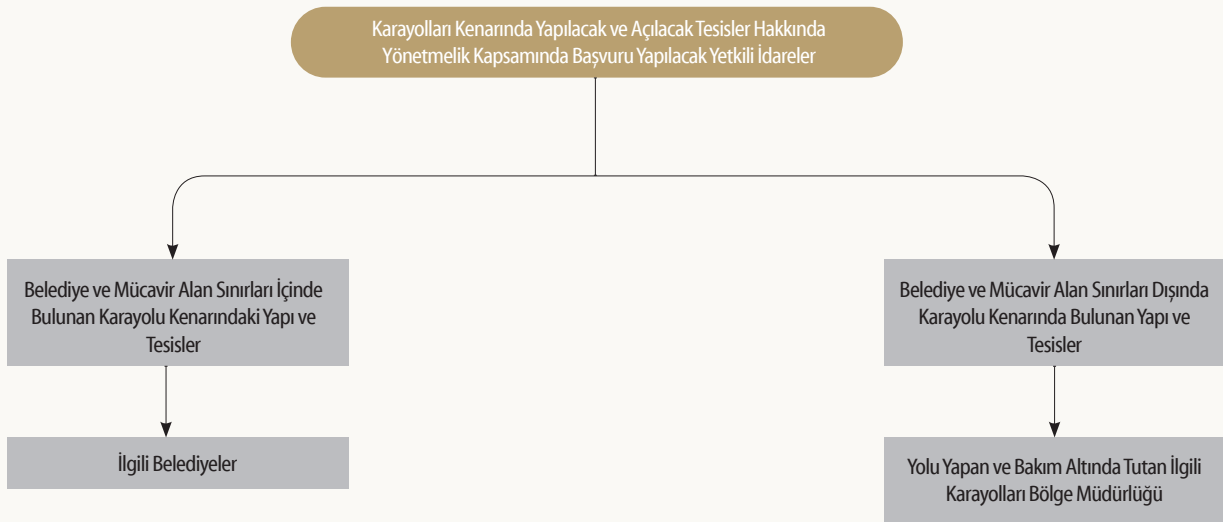 Karayolları Kenarında Yapılacak ve Açılacak Tesisler Hakkında
Yönetmelik Kapsamında Başvuru Yapılacak Yetkili İdareler
Belediye ve Mücavir Alan Sınırları İçinde
Bulunan Karayolu Kenarındaki Yapı ve
Tesisler
Belediye ve Mücavir Alan Sınırları Dışında
Karayolu Kenarında Bulunan Yapı ve
Tesisler
İlgili Belediyeler
Yolu Yapan ve Bakım Altında Tutan İlgili
Karayolları Bölge Müdürlüğü